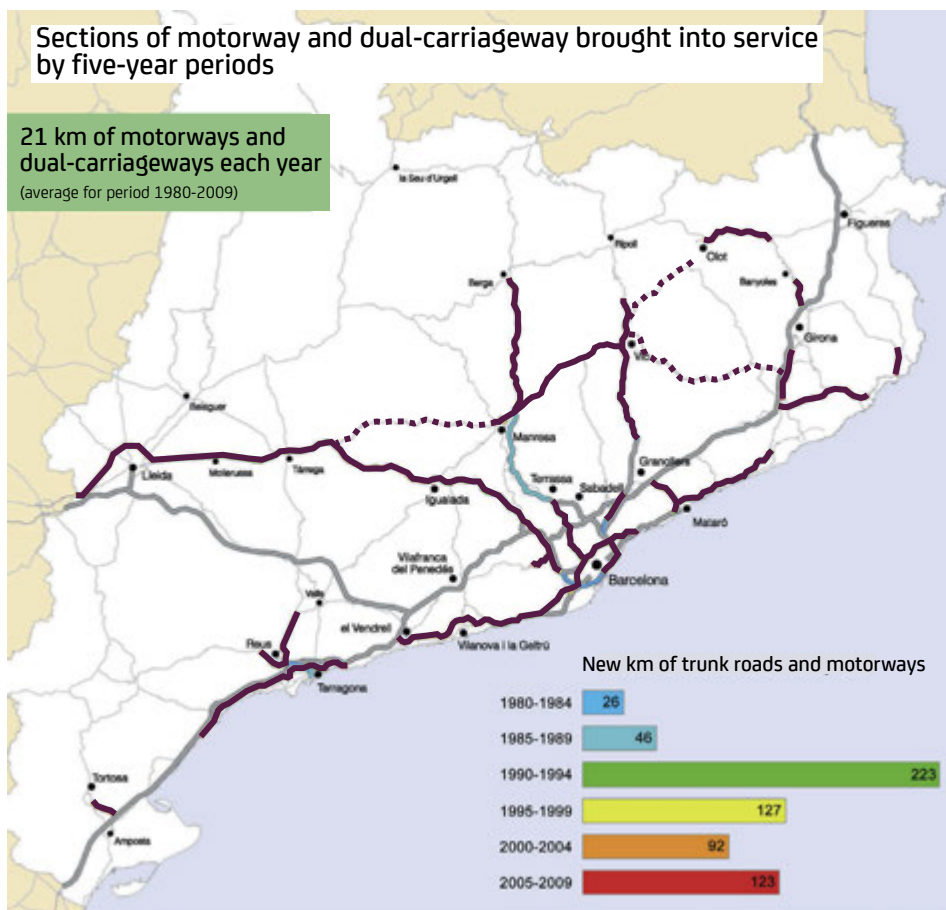 Sections of motorway and dual-carriageway brought into service
by five-year periods
21 km of motorways and
dual-carriageways each year
(average for period 1980-2009)
la Seu d'Urgell
Figueras
Ripoll
Olot
Berga
Banyoles
Girona
Vic
Balaguer
Manresa
Lleida
Mollerussa
Tàrrega
Igualada
Terrassa
Sabadell
Granollers
Mataró
Vilafranca
del Penedès
Barcelona
Valls
el Vendrell
Reus
Vilanova i la Geltrú
Tarragona
Tortosa
Amposta
New km of trunk roads and motorways
1980-1984 26
1985-1989 46
1990-1994 223
1995-1999 127
2000-2004 92
2005-2009 123